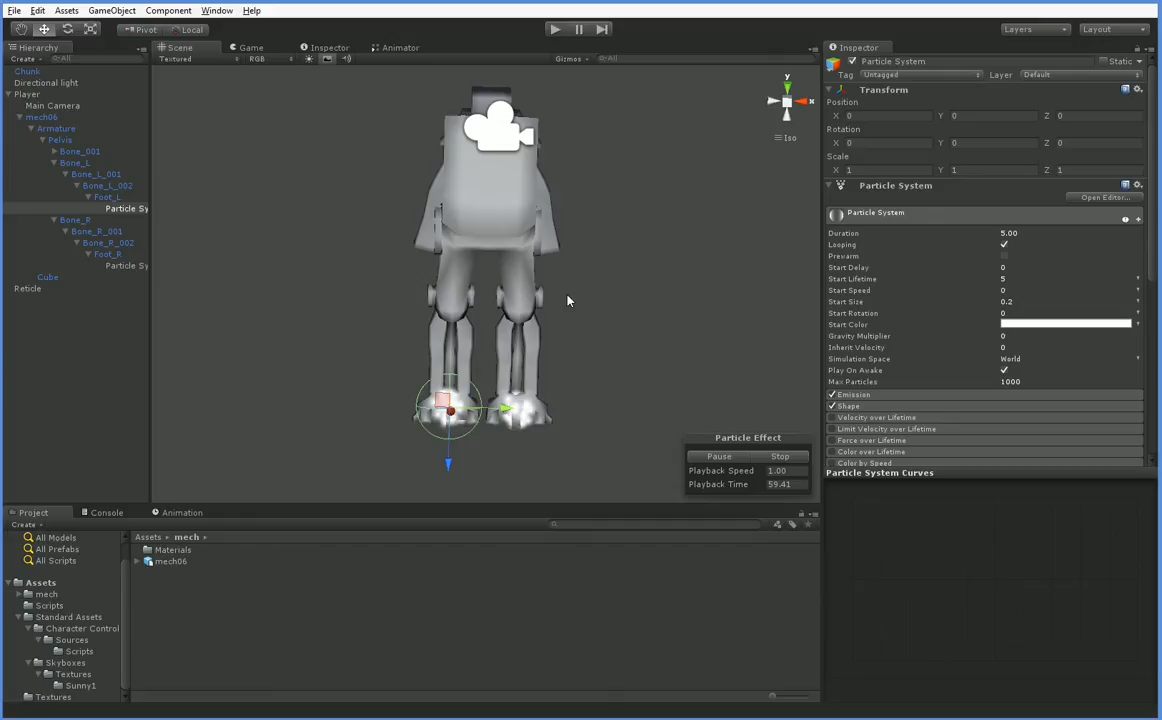 File Edit Assets GameObject Component Window Help
Pivot Local Layers Layout
Hierarchy Scene Game Inspector Animator Inspector
Create All Textured RGB Gizmos All Particle System Static
Tag Untagged Layer Default
Chunk
Directional light
Player
Main Camera
mech06
Armature
Pelvis
Bone_001
Bone_L
Bone_L_001
Bone_L_002
Foot_L
Particle Sy
Bone_R
Bone_R_001
Bone_R_002
Foot_R
Particle Sy
Cube
Reticle
y
x
Iso
Particle Effect
Pause Stop
Playback Speed 1.00
Playback Time 59.41
Transform
Position
X 0 Y 0 Z 0
Rotation
X 0 Y 0 Z 0
Scale
X 1 Y 1 Z 1
Particle System
Open Editor...
Particle System
Duration 5.00
Looping
Prewarm
Start Delay 0
Start Lifetime 5
Start Speed 0
Start Size 0.2
Start Rotation 0
Start Color
Gravity Multiplier 0
Inherit Velocity 0
Simulation Space World
Play On Awake
Max Particles 1000
Emission
Shape
Velocity over Lifetime
Limit Velocity over Lifetime
Force over Lifetime
Color over Lifetime
Color by Speed
Particle System Curves
Project Console Animation
Create
All Models
All Prefabs
All Scripts
Assets
mech
Scripts
Standard Assets
Character Control
Sources
Scripts
Skyboxes
Textures
Sunny1
Textures
Assets mech
Materials
mech06